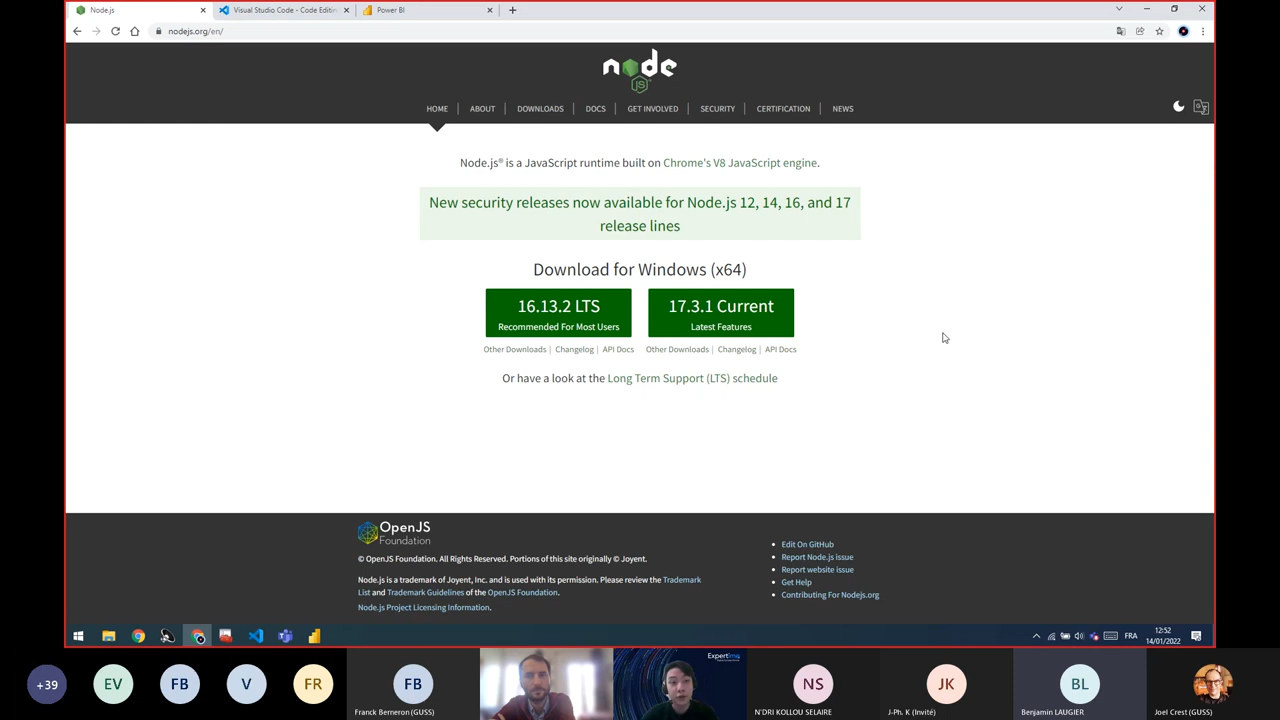 Node.js
Visual Studio Code - Code Editin
Power BI
nodejs.org/en/
node
JS
HOME
ABOUT
DOWNLOADS
DOCS
GET INVOLVED
SECURITY
CERTIFICATION
NEWS
Node.js® is a JavaScript runtime built on Chrome's V8 JavaScript engine.
New security releases now available for Node.js 12, 14, 16, and 17
release lines
Download for Windows (x64)
16.13.2 LTS
Recommended For Most Users
17.3.1 Current
Latest Features
Other Downloads | Changelog | API Docs
Other Downloads | Changelog | API Docs
Or have a look at the Long Term Support (LTS) schedule
OpenJS
Foundation
© OpenJS Foundation. All Rights Reserved. Portions of this site originally © Joyent.
Node.js is a trademark of Joyent, Inc. and is used with its permission. Please review the Trademark
List and Trademark Guidelines of the OpenJS Foundation.
Node.js Project Licensing Information.
Edit On GitHub
Report Node.js issue
Report website issue
Get Help
Contributing For Nodejs.org
FRA
12:52
14/01/2022
+39
EV
FB
V
FR
FB
Franck Berneron (GUSS)
ExpertIme
NS
N'DRI KOLLOU SELAIRE
JK
J-Ph. K (Invité)
BL
Benjamin LAUGIER
Joel Crest (GUSS)